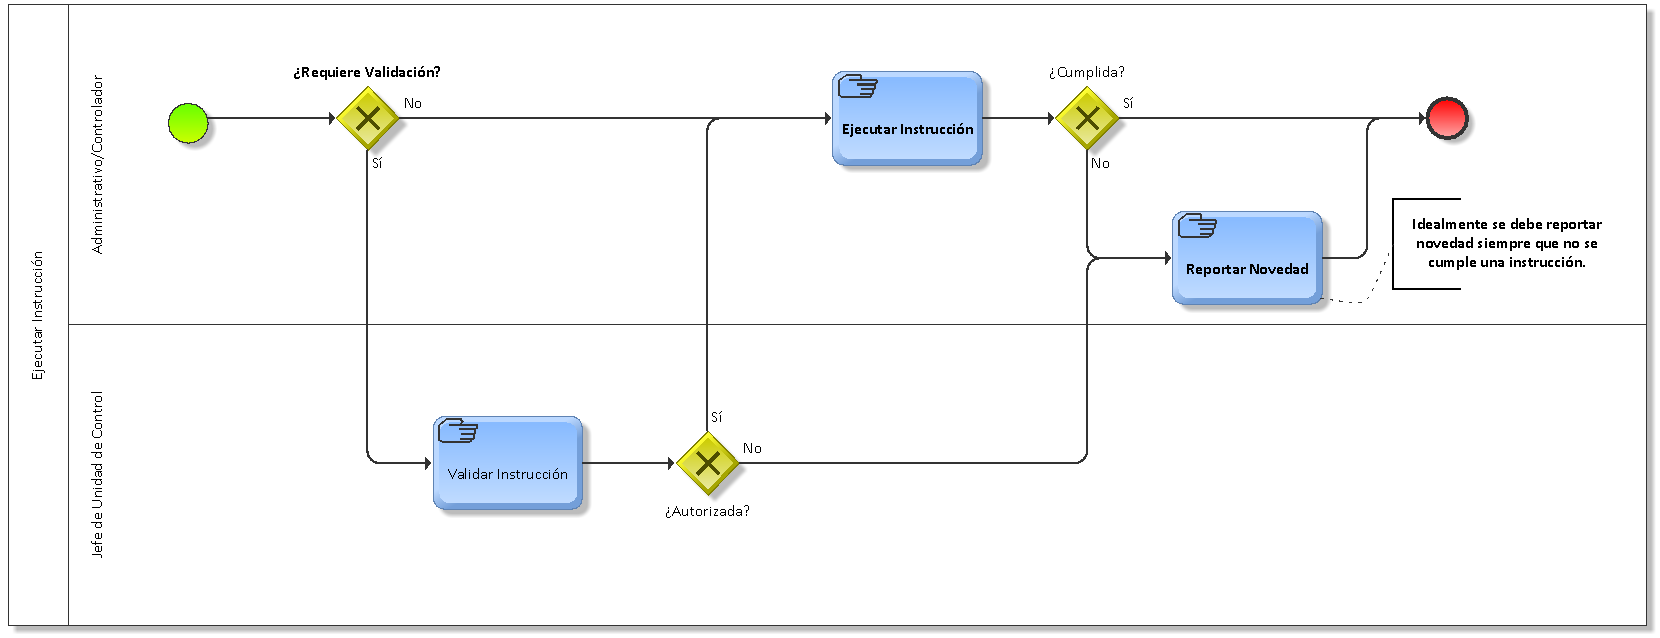 Ejecutar Instrucción
Administrativo/Controlador
¿Requiere Validación?
No
Sí
Ejecutar Instrucción
¿Cumplida?
Sí
No
Reportar Novedad
Idealmente se debe reportar
novedad siempre que no se
cumple una instrucción.
Jefe de Unidad de Control
Validar Instrucción
Sí
No
¿Autorizada?